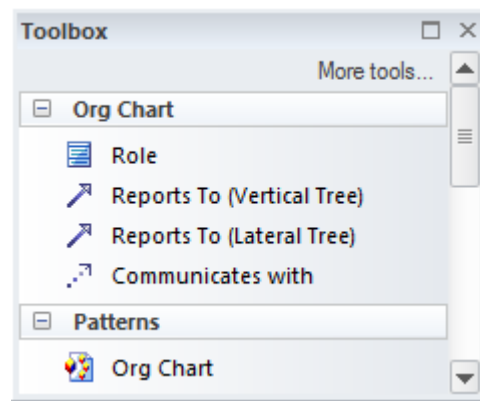 Toolbox
More tools...
Org Chart
Role
Reports To (Vertical Tree)
Reports To (Lateral Tree)
Communicates with
Patterns
Org Chart